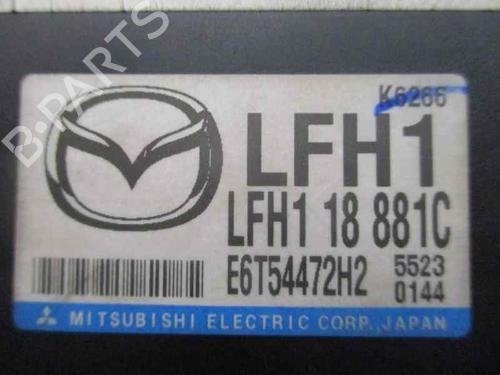 K6266
LFH1
LFH1 18 881C
E6T54472H2 5523
0144
MITSUBISHI ELECTRIC CORP., JAPAN
B-PARTS